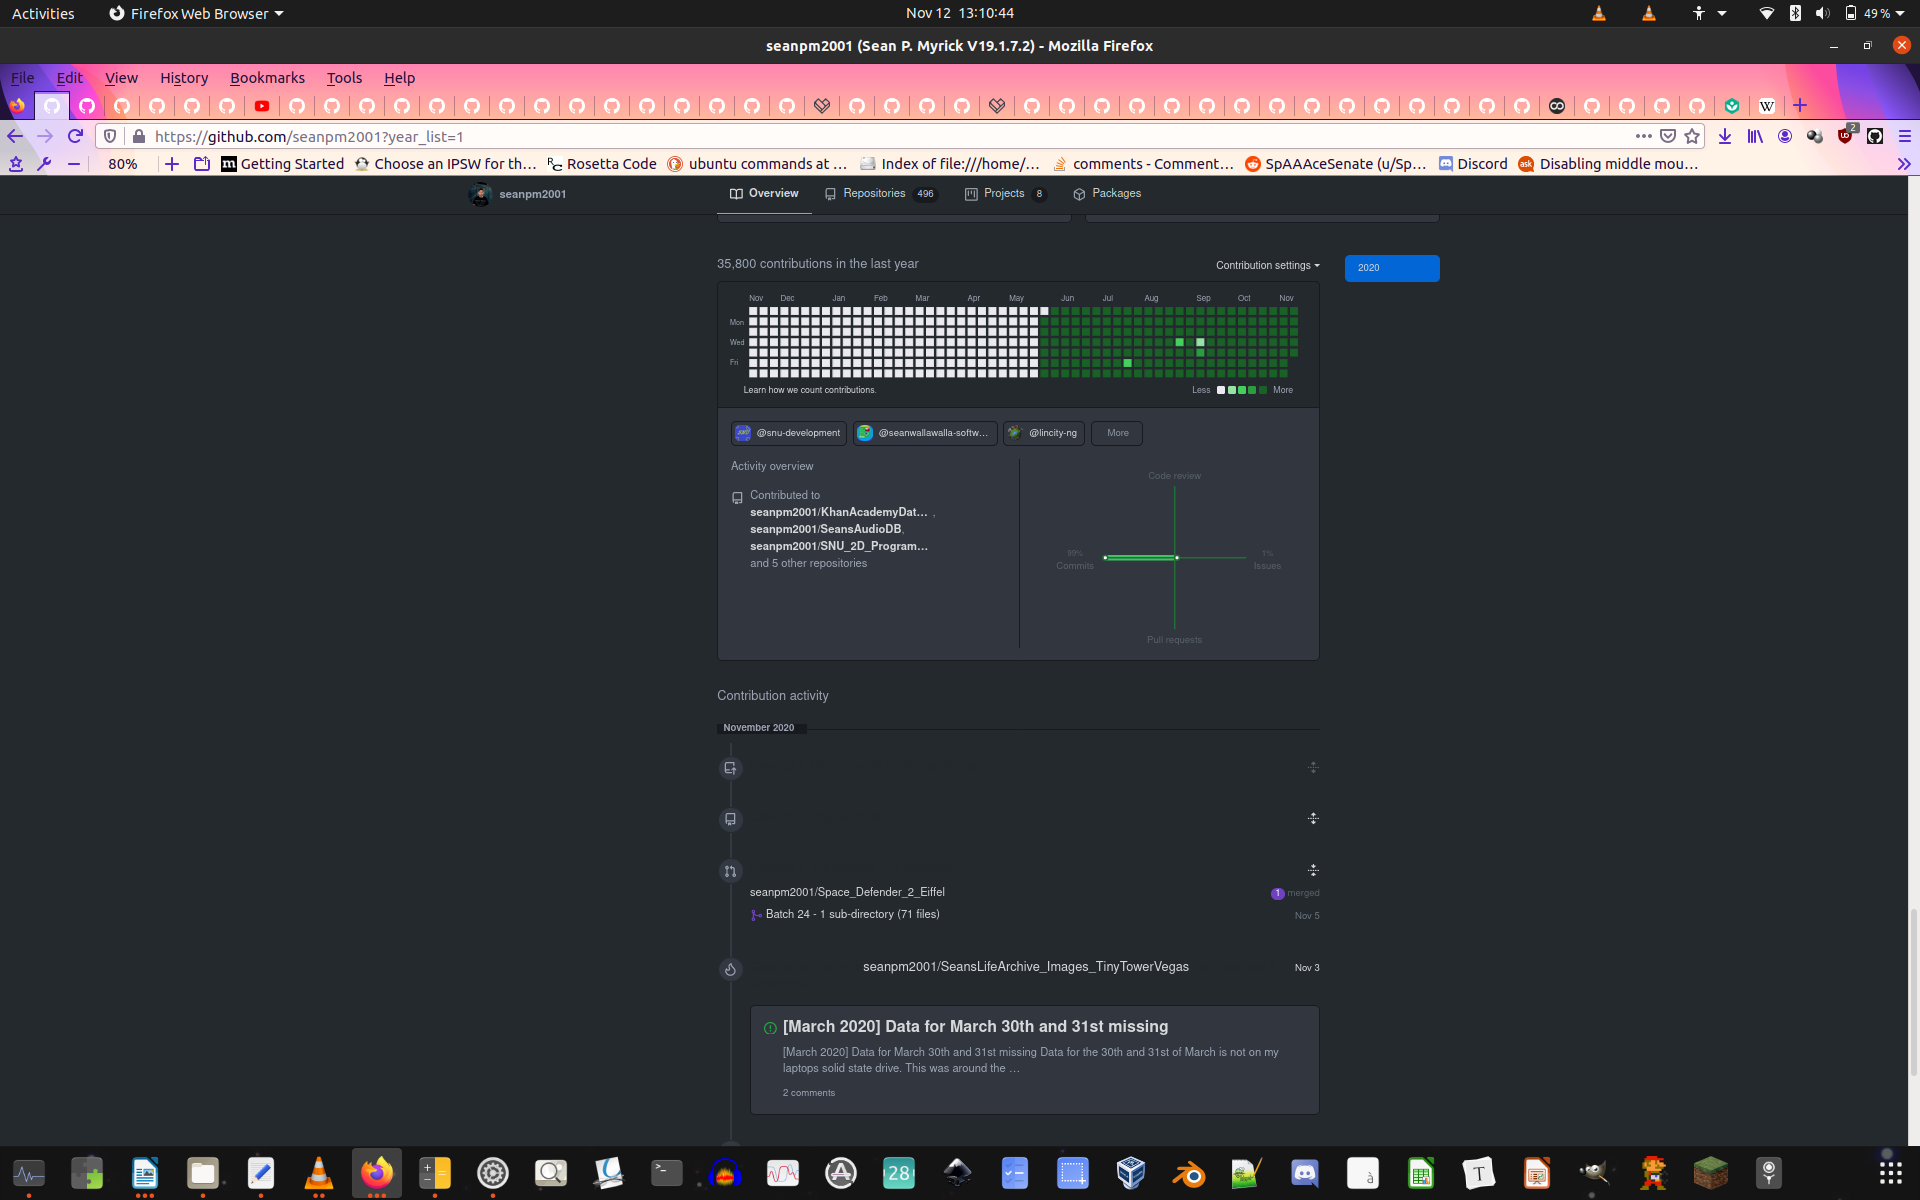 Activities
Firefox Web Browser
Nov 12 13:10:44
49 %
seanpm2001 (Sean P. Myrick V19.1.7.2) - Mozilla Firefox
File Edit View History Bookmarks Tools Help
https://github.com/seanpm2001?year_list=1
2
80%
Getting Started
Choose an IPSW for th…
Rosetta Code
ubuntu commands at …
Index of file:///home/…
comments - Comment…
SpAAAceSenate (u/Sp…
Discord
Disabling middle mou…
seanpm2001
Overview
Repositories 496
Projects 8
Packages
35,800 contributions in the last year
Contribution settings
2020
Nov Dec Jan Feb Mar Apr May Jun Jul Aug Sep Oct Nov
Mon
Wed
Fri
Learn how we count contributions.
Less
More
@snu-development
@seanwallawalla-softw…
@lincity-ng
More
Activity overview
Contributed to
seanpm2001/KhanAcademyDat… ,
seanpm2001/SeansAudioDB,
seanpm2001/SNU_2D_Program…
and 5 other repositories
Code review
99%
Commits
1%
Issues
Pull requests
Contribution activity
November 2020
seanpm2001/Space_Defender_2_Eiffel
1 merged
Batch 24 - 1 sub-directory (71 files)
Nov 5
seanpm2001/SeansLifeArchive_Images_TinyTowerVegas
Nov 3
[March 2020] Data for March 30th and 31st missing
[March 2020] Data for March 30th and 31st missing Data for the 30th and 31st of March is not on my
laptops solid state drive. This was around the …
2 comments
28